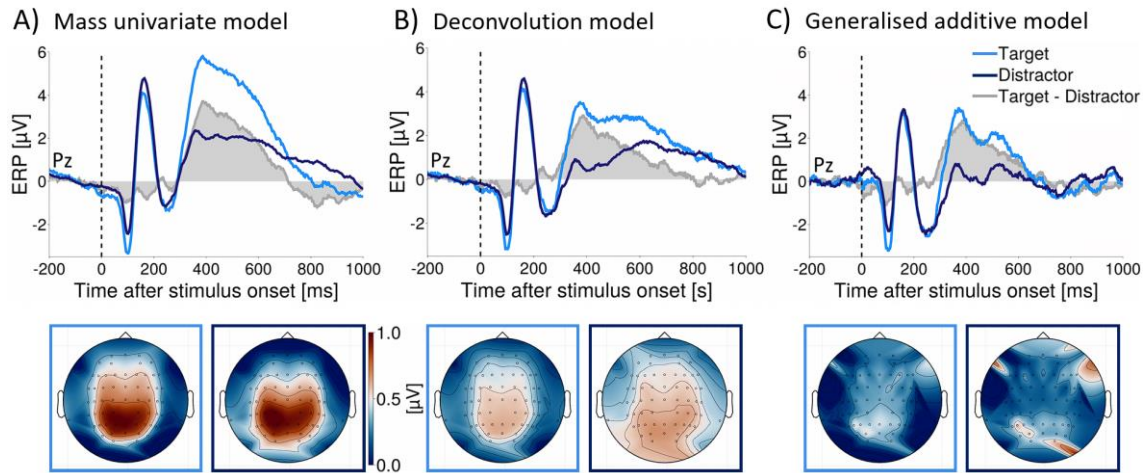 A) Mass univariate model
ERP [µV]
6
4
2
0
-2
Pz
-200 0 200 400 600 800 1000
Time after stimulus onset [ms]
B) Deconvolution model
ERP [µV]
6
4
2
0
-2
Pz
-200 0 200 400 600 800 1000
Time after stimulus onset [s]
C) Generalised additive model
Target
Distractor
Target - Distractor
ERP [µV]
6
4
2
0
-2
Pz
-200 0 200 400 600 800 1000
Time after stimulus onset [ms]
1.0
0.5
0.0
[µV]